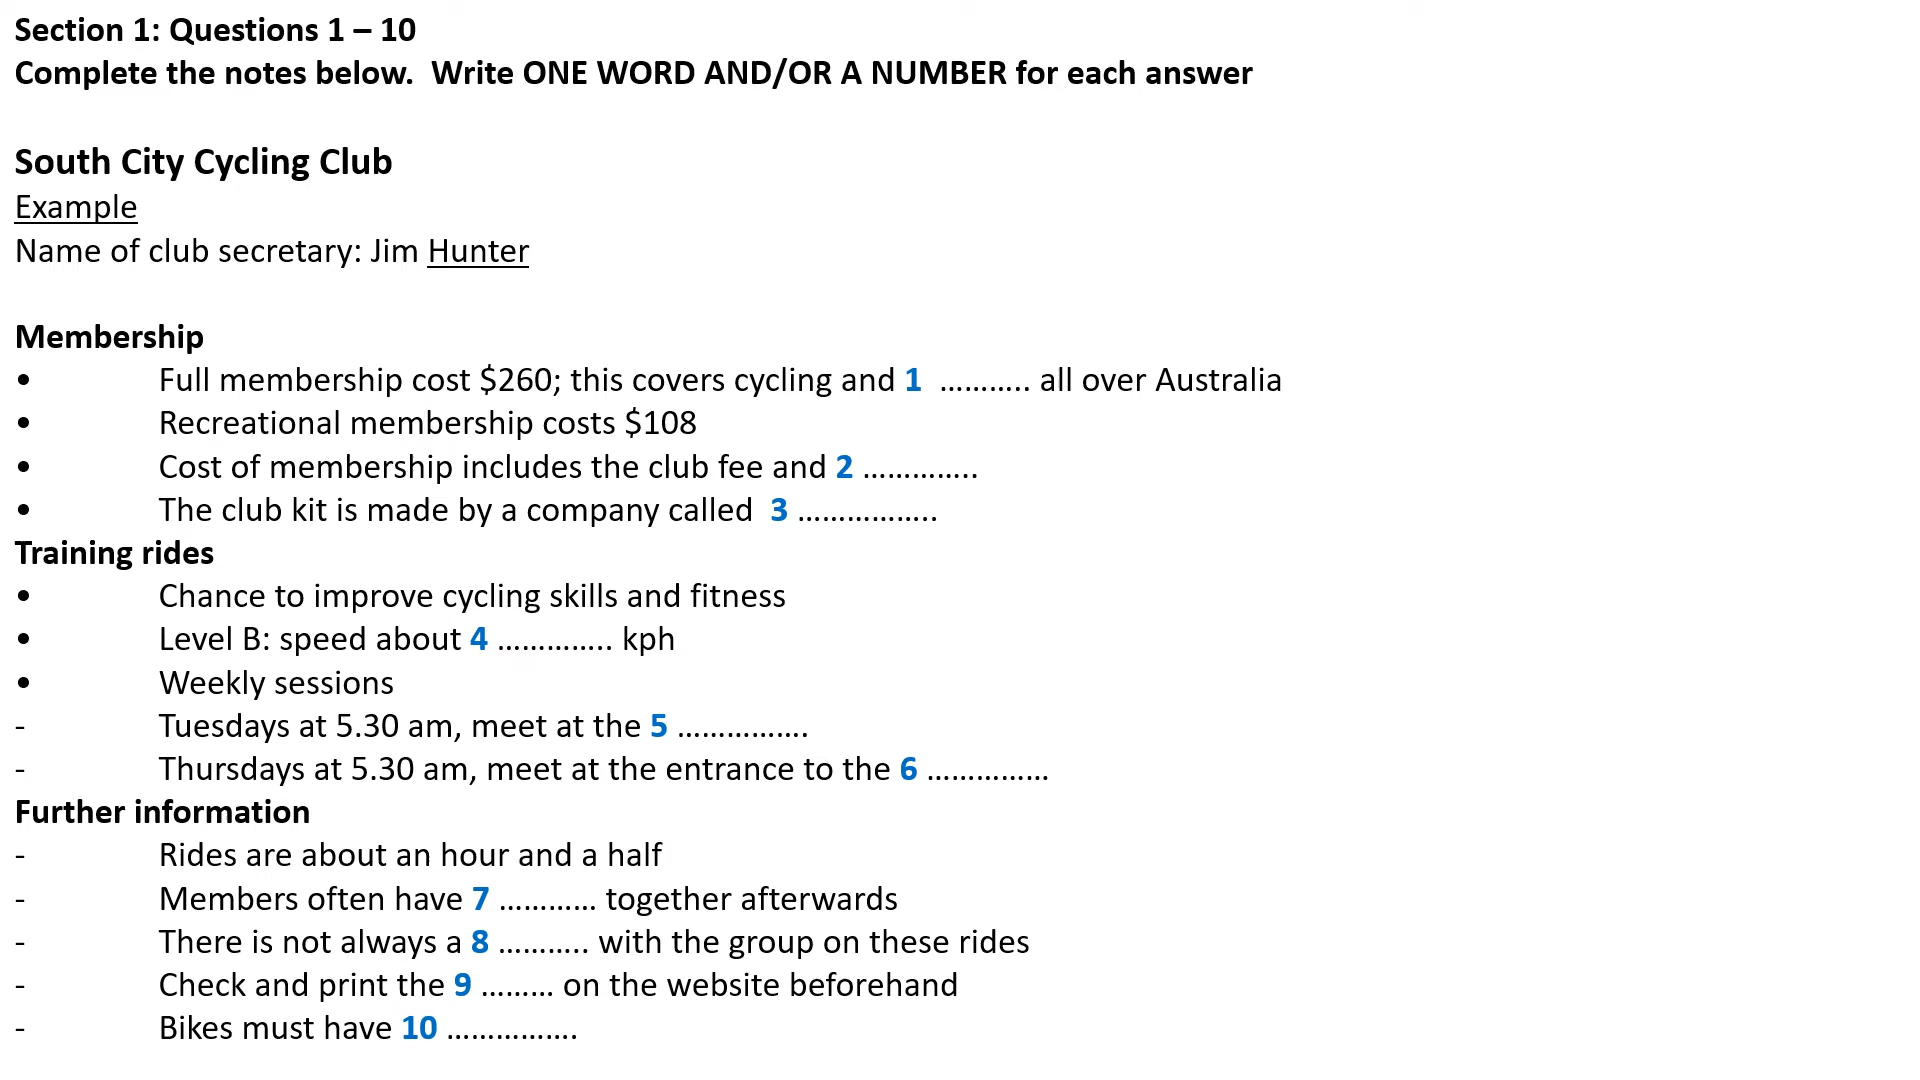 Section 1: Questions 1 – 10
Complete the notes below.  Write ONE WORD AND/OR A NUMBER for each answer
South City Cycling Club
Example
Name of club secretary: Jim Hunter
Membership
• Full membership cost $260; this covers cycling and 1 ……….. all over Australia
• Recreational membership costs $108
• Cost of membership includes the club fee and 2 …………..
• The club kit is made by a company called  3 ……………..
Training rides
• Chance to improve cycling skills and fitness
• Level B: speed about 4 ………….. kph
• Weekly sessions
- Tuesdays at 5.30 am, meet at the 5 …………….
- Thursdays at 5.30 am, meet at the entrance to the 6 ……………
Further information
- Rides are about an hour and a half
- Members often have 7 ………… together afterwards
- There is not always a 8 ……….. with the group on these rides
- Check and print the 9 ……… on the website beforehand
- Bikes must have 10 …………….